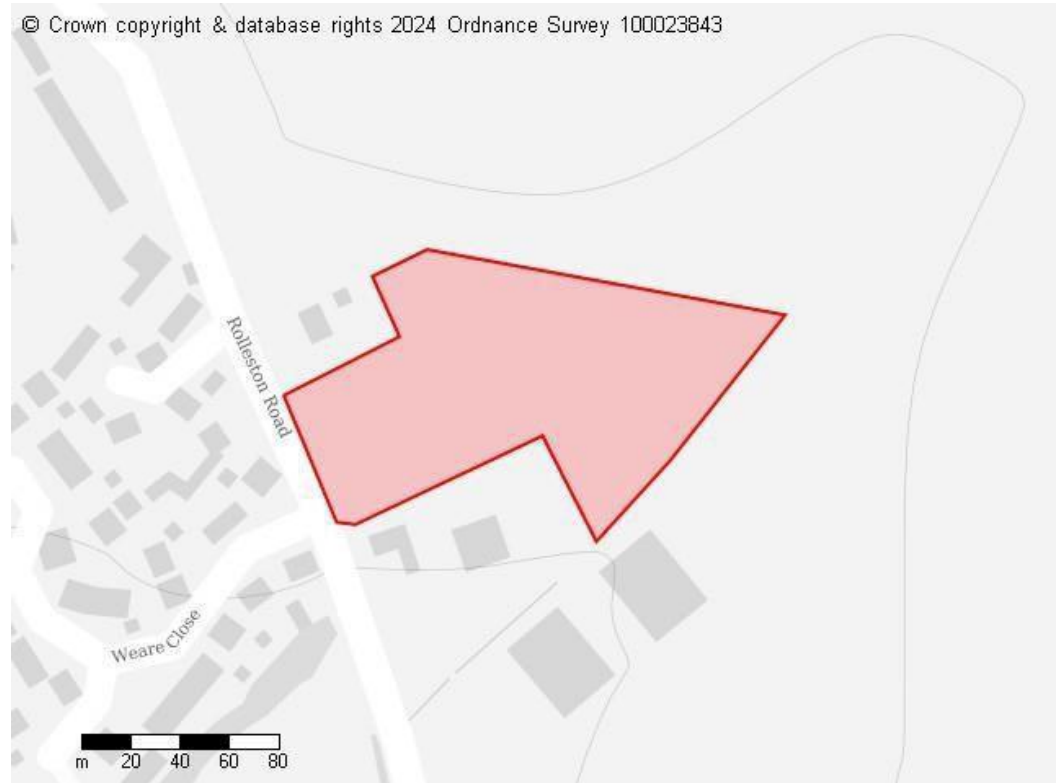 © Crown copyright & database rights 2024 Ordnance Survey 100023843
Rolleston Road
Weare Close
m 20 40 60 80